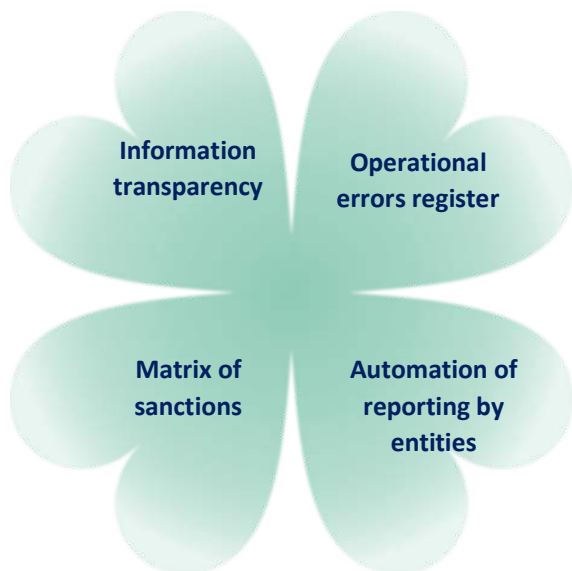 Information
transparency
Operational
errors register
Matrix of
sanctions
Automation of
reporting by
entities